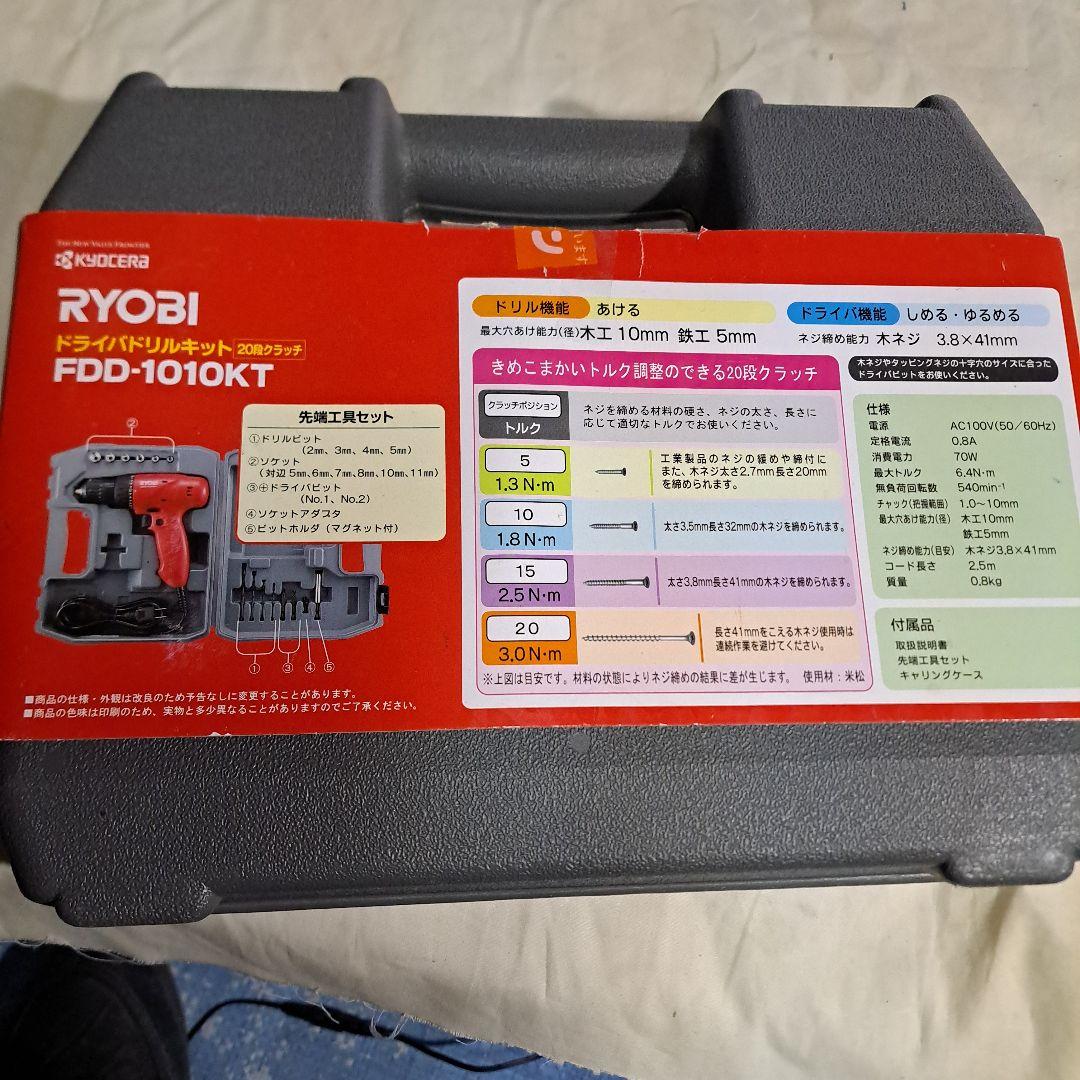 THE NEW VALUE FRONTIER
KYOCERA
RYOBI
ドライバドリルキット 20段クラッチ
FDD-1010KT
先端工具セット
①ドリルビット
(2mm、3mm、4mm、5mm)
②ソケット
(対辺5mm、6mm、7mm、8mm、10mm、11mm)
③⊕ドライバビット
(No.1、No.2)
④ソケットアダプタ
⑤ビットホルダ(マグネット付)
②
RYOBI
① ③ ④ ⑤
■商品の仕様・外観は改良のため予告なしに変更することがあります。
■商品の色味は印刷のため、実物と多少異なることがありますのでご了承ください。
ドリル機能 あける
最大穴あけ能力(径) 木工 10mm 鉄工 5mm
ドライバ機能 しめる・ゆるめる
ネジ締め能力 木ネジ 3.8×41mm
木ネジやタッピングネジの十字穴のサイズに合った
ドライバビットをお使いください。
きめこまかいトルク調整のできる20段クラッチ
クラッチポジション
トルク
ネジを締める材料の硬さ、ネジの太さ、長さに
応じて適切なトルクでお使いください。
5
1.3 N・m
工業製品のネジの緩めや締付に
また、木ネジ太さ2.7mm長さ20mm
を締められます。
10
1.8 N・m
太さ3.5mm長さ32mmの木ネジを締められます。
15
2.5 N・m
太さ3.8mm長さ41mmの木ネジを締められます。
20
3.0 N・m
長さ41mmをこえる木ネジ使用時は
連続作業を避けてください。
※上図は目安です。材料の状態によりネジ締めの結果に差が生じます。 使用材:米松
仕様
電源 AC100V(50/60Hz)
定格電流 0.8A
消費電力 70W
最大トルク 6.4N・m
無負荷回転数 540min⁻¹
チャック(把握範囲) 1.0〜10mm
最大穴あけ能力(径) 木工10mm
鉄工5mm
ネジ締め能力(目安) 木ネジ3.8×41mm
コード長さ 2.5m
質量 0.8kg
付属品
取扱説明書
先端工具セット
キャリングケース